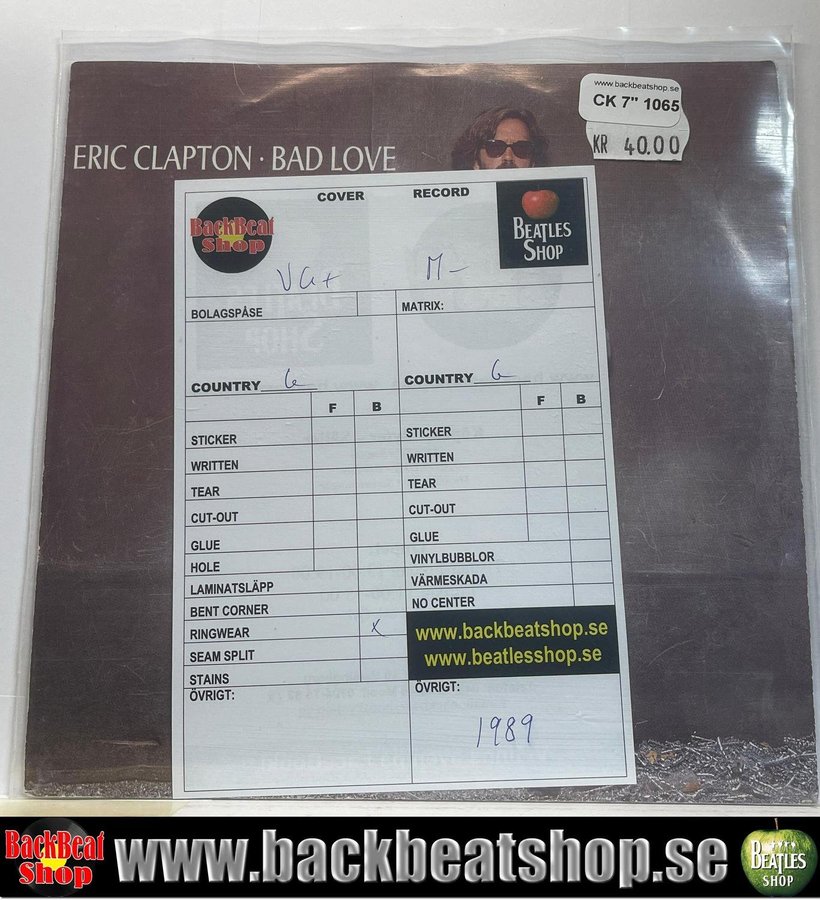 www.backbeatshop.se
CK 7" 1065
KR 40.00
ERIC CLAPTON · BAD LOVE
COVER RECORD
BackBeat Shop
BEATLES SHOP
VG+ M-
BOLAGSPÅSE MATRIX:
COUNTRY G COUNTRY G
F B F B
STICKER STICKER
WRITTEN WRITTEN
TEAR TEAR
CUT-OUT CUT-OUT
GLUE GLUE
HOLE VINYLBUBBLOR
LAMINATSLÄPP VÄRMESKADA
BENT CORNER NO CENTER
RINGWEAR X www.backbeatshop.se
SEAM SPLIT www.beatlesshop.se
STAINS
ÖVRIGT: ÖVRIGT:
1989
BackBeat Shop www.backbeatshop.se BEATLES SHOP